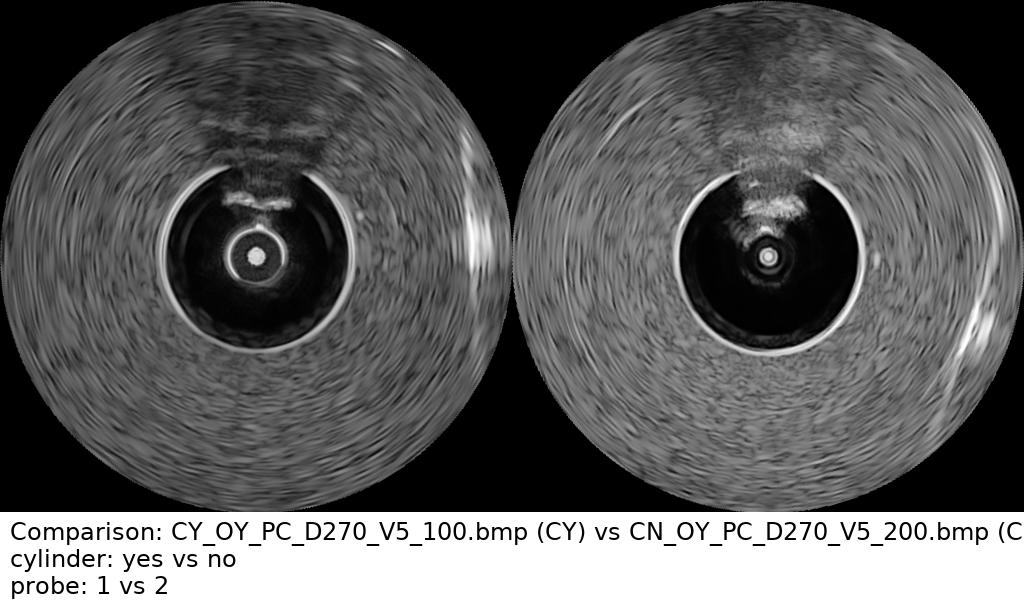 Comparison: CY_OY_PC_D270_V5_100.bmp (CY) vs CN_OY_PC_D270_V5_200.bmp (C
cylinder: yes vs no
probe: 1 vs 2